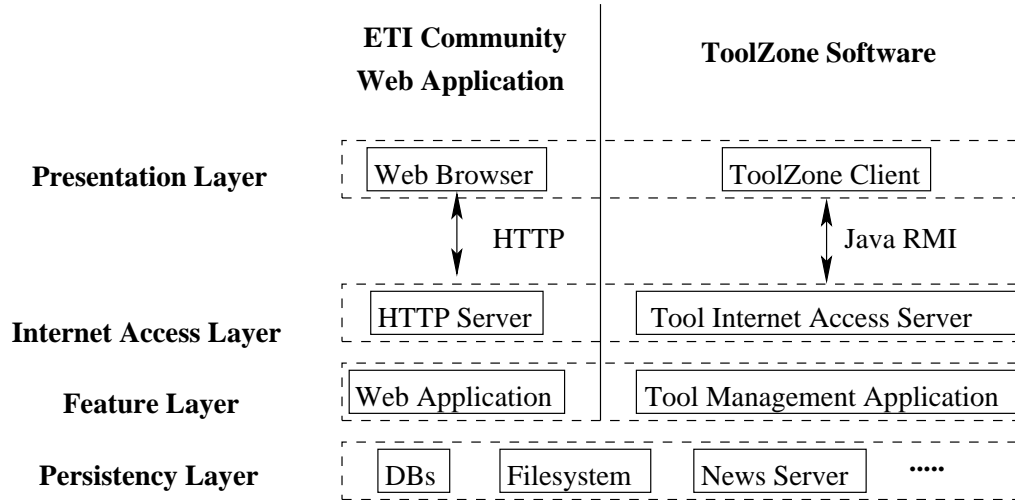 ETI Community
Web Application
ToolZone Software
Presentation Layer
Web Browser
ToolZone Client
HTTP
Java RMI
Internet Access Layer
HTTP Server
Tool Internet Access Server
Feature Layer
Web Application
Tool Management Application
Persistency Layer
DBs
Filesystem
News Server
.....